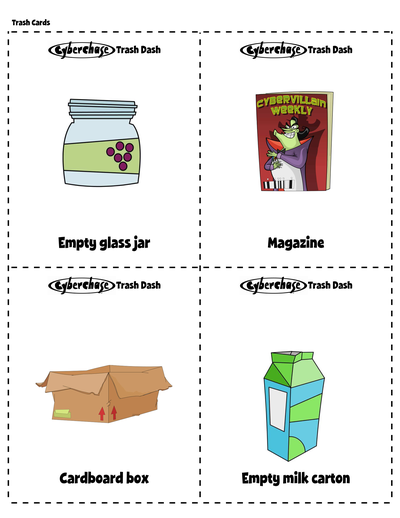 Trash Cards
CYBERCHASE Trash Dash
CYBERCHASE Trash Dash
CYBERVILLAIN
WEEKLY
Empty glass jar
Magazine
CYBERCHASE Trash Dash
CYBERCHASE Trash Dash
Cardboard box
Empty milk carton